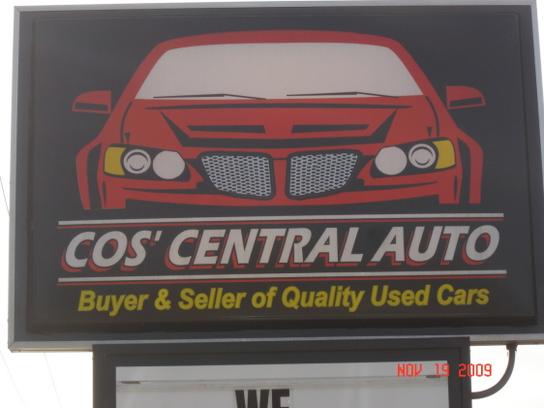 COS' CENTRAL AUTO
Buyer & Seller of Quality Used Cars
NOV 19 2009
WE